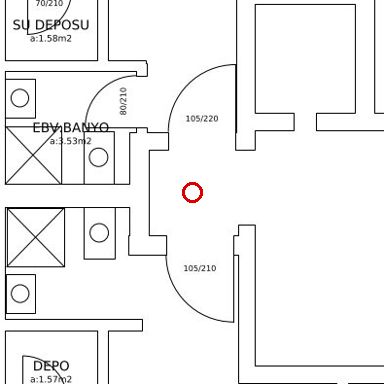 70/210
SU DEPOSU
a:1.58m2
80/210
105/220
EBV.BANYO
a:3.53m2
105/210
DEPO
a:1.57m2